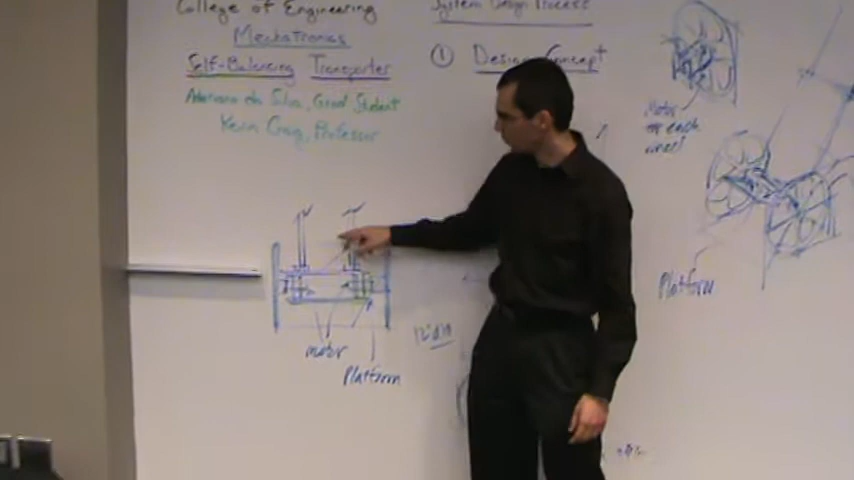 College of Engineering
Mechatronics
Self-Balancing Transporter
Adariano da Silva, Grad Student
Kevin Craig, Professor
System Design Process
① Design Concept
Motor
on each
wheel
Platform
motor
Platform